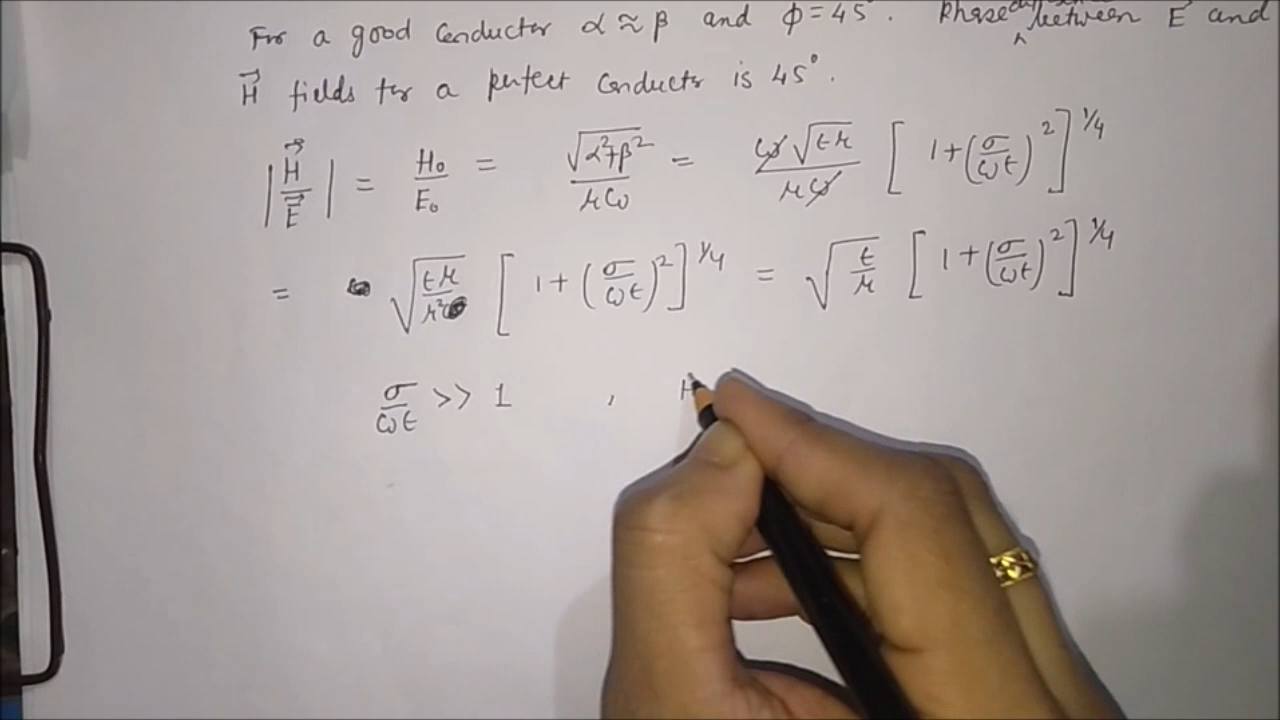 For a good conductor α ≈ β and ϕ = 45°. Phase between E and
H⃗ fields for a perfect conductor is 45°.
|H⃗/E⃗| = H₀/E₀ = √(α²+β²)/μω = ω√(εμ)/μω [1+(σ/ωε)²]^1/4
= √(εμ/μ²) [1+(σ/ωε)²]^1/4 = √(ε/μ) [1+(σ/ωε)²]^1/4
σ/ωε >> 1 , H